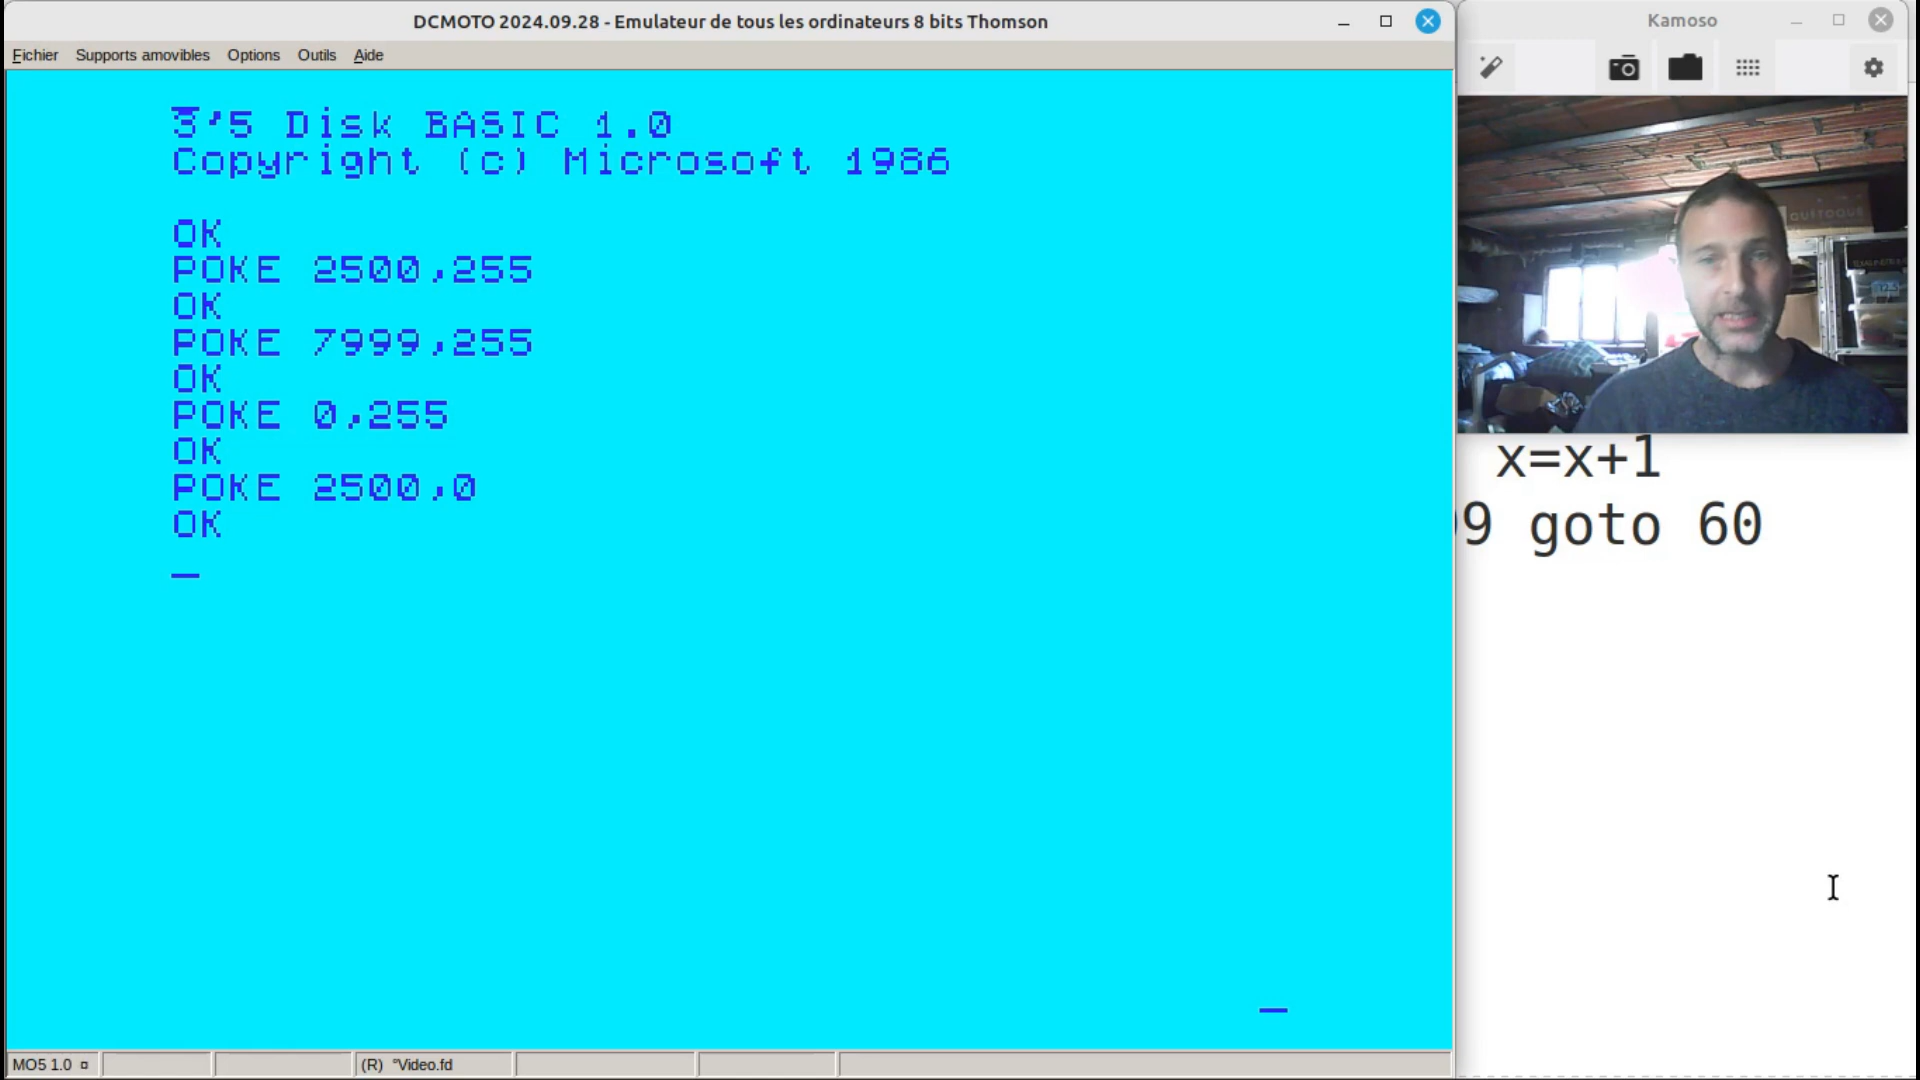 DCMOTO 2024.09.28 - Emulateur de tous les ordinateurs 8 bits Thomson
Fichier Supports amovibles Options Outils Aide
3'5 Disk BASIC 1.0
Copyright (c) Microsoft 1986
OK
POKE 2500,255
OK
POKE 7999,255
OK
POKE 0,255
OK
POKE 2500,0
OK
MO5 1.0
(R) °Video.fd
Kamoso
x=x+1
9 goto 60